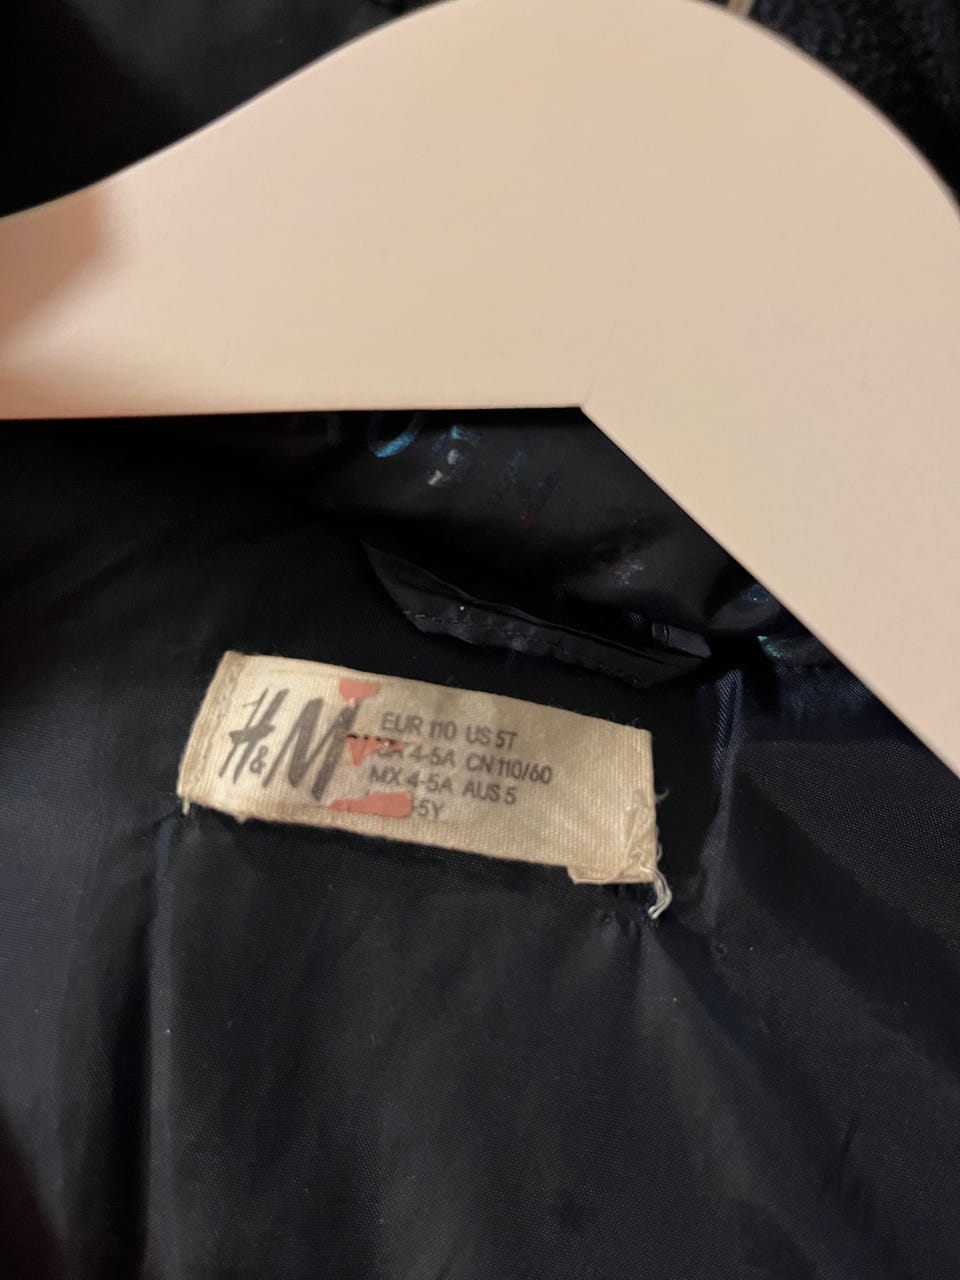 H&M
EUR 110 US 5T
4-5A CN 110/60
MX 4-5A AUS 5
-5Y